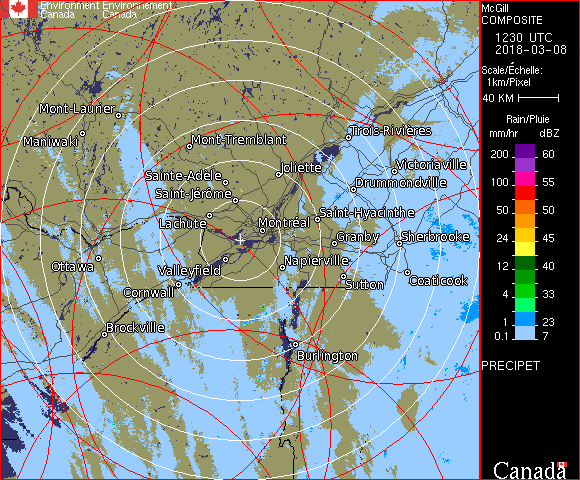 Environment Environnement
Canada Canada
McGill
COMPOSITE
1230 UTC
2018-03-08
Scale/Échelle:
1km/Pixel
40 KM
Rain/Pluie
mm/hr dBZ
200 60
100 55
50 50
24 45
12 40
4 33
1 23
0.1 7
PRECIPET
Canada
Mont-Laurier
Maniwaki
Mont-Tremblant
Trois-Rivières
Joliette
Victoriaville
Sainte-Adèle
Drummondville
Saint-Jérôme
Saint-Hyacinthe
Lachute
Montréal
Granby
Sherbrooke
Ottawa
Valleyfield
Napierville
Cornwall
Sutton
Coaticook
Brockville
Burlington